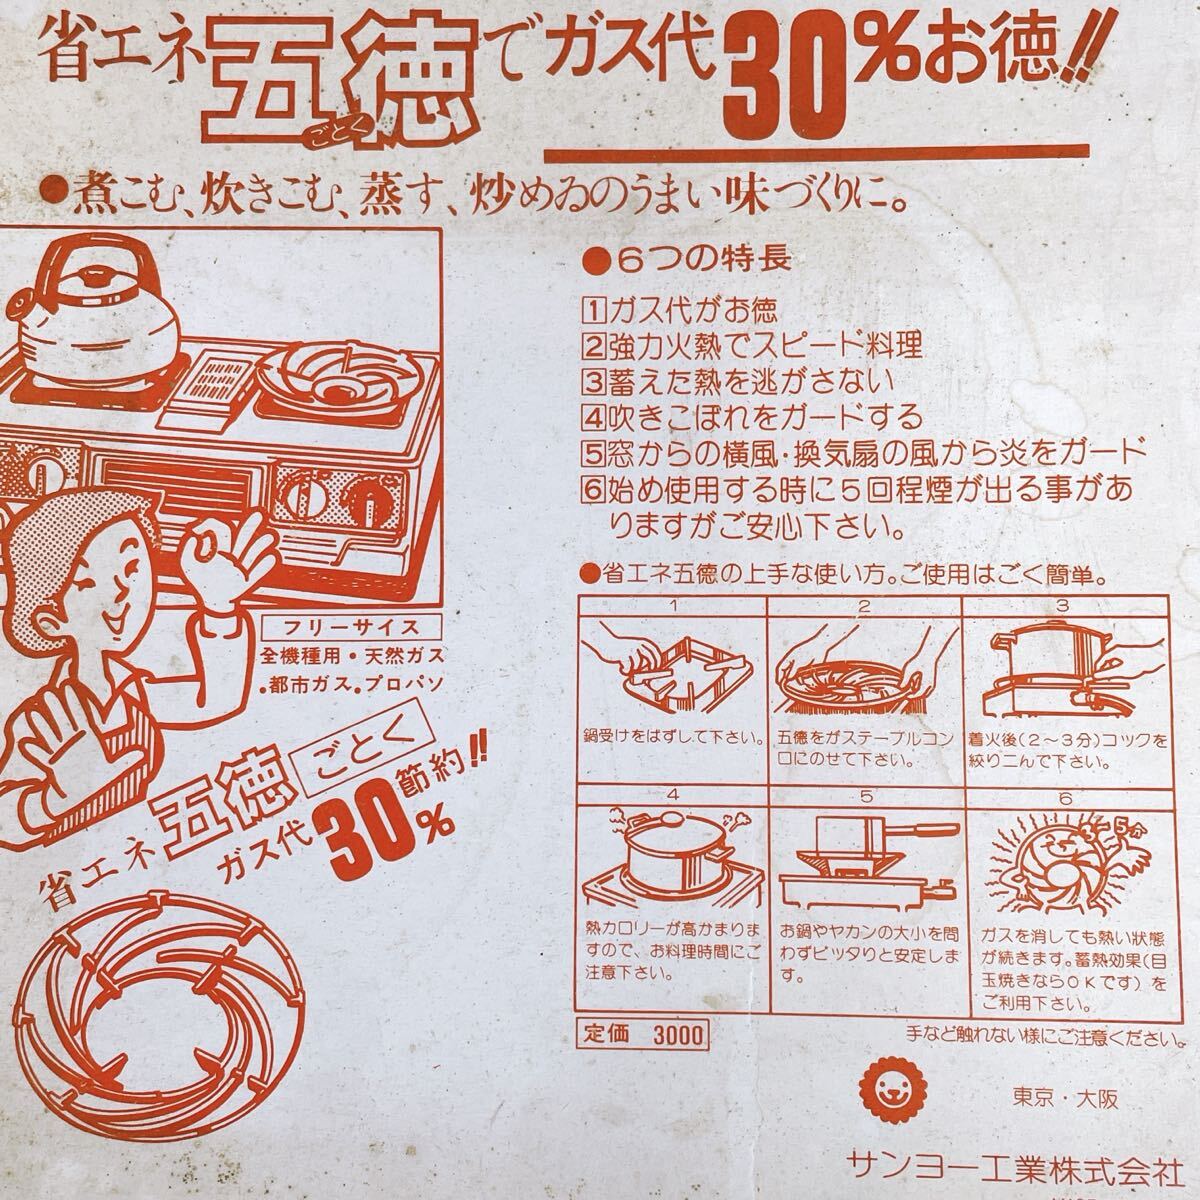 省エネ五徳でガス代30%お徳!!
ごとく
●煮こむ、炊きこむ、蒸す、炒めゐのうまい味づくりに。
●6つの特長
1ガス代がお徳
2強力火熱でスピード料理
3蓄えた熱を逃がさない
4吹きこぼれをガードする
5窓からの横風・換気扇の風から炎をガード
6始め使用する時に5回程煙が出る事があ
りますがご安心下さい。
フリーサイズ
全機種用・天然ガス
・都市ガス・プロパン
省エネ五徳ごとく
ガス代30%節約!!
●省エネ五徳の上手な使い方。ご使用はごく簡単。
1
鍋受けをはずして下さい。
2
五徳をガステーブルコン
ロにのせて下さい。
3
着火後(2〜3分)コックを
絞りこんで下さい。
4
熱カロリーが高かまりま
すので、お料理時間にご
注意下さい。
5
お鍋やヤカンの大小を問
わずピッタリと安定しま
す。
6
3〜5分
ガスを消しても熱い状態
が続きます。蓄熱効果(目
玉焼きならOKです)を
ご利用下さい。
定価 3000
手など触れない様にご注意ください。
東京・大阪
サンヨー工業株式会社